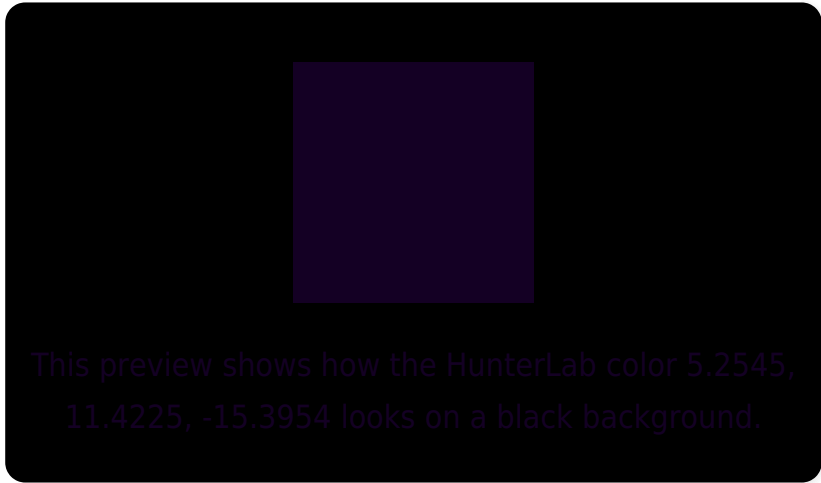 This preview shows how the HunterLab color 5.2545,
11.4225, -15.3954 looks on a black background.